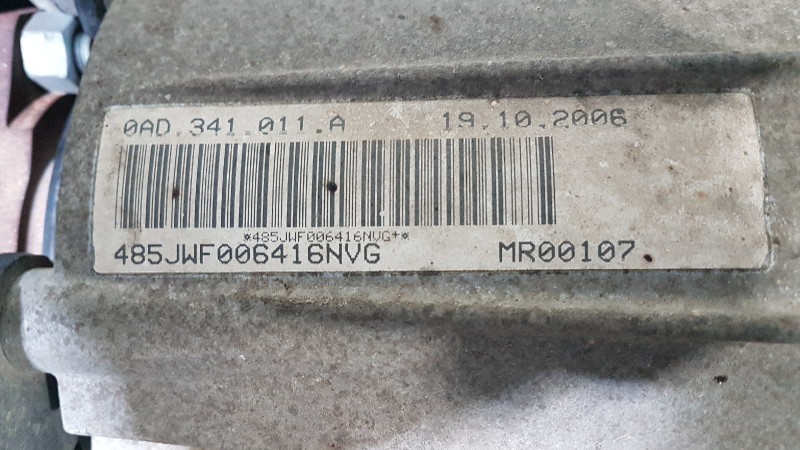 0AD.341.011.A 19.10.2006
*485JWF006416NVG+*
485JWF006416NVG MR00107